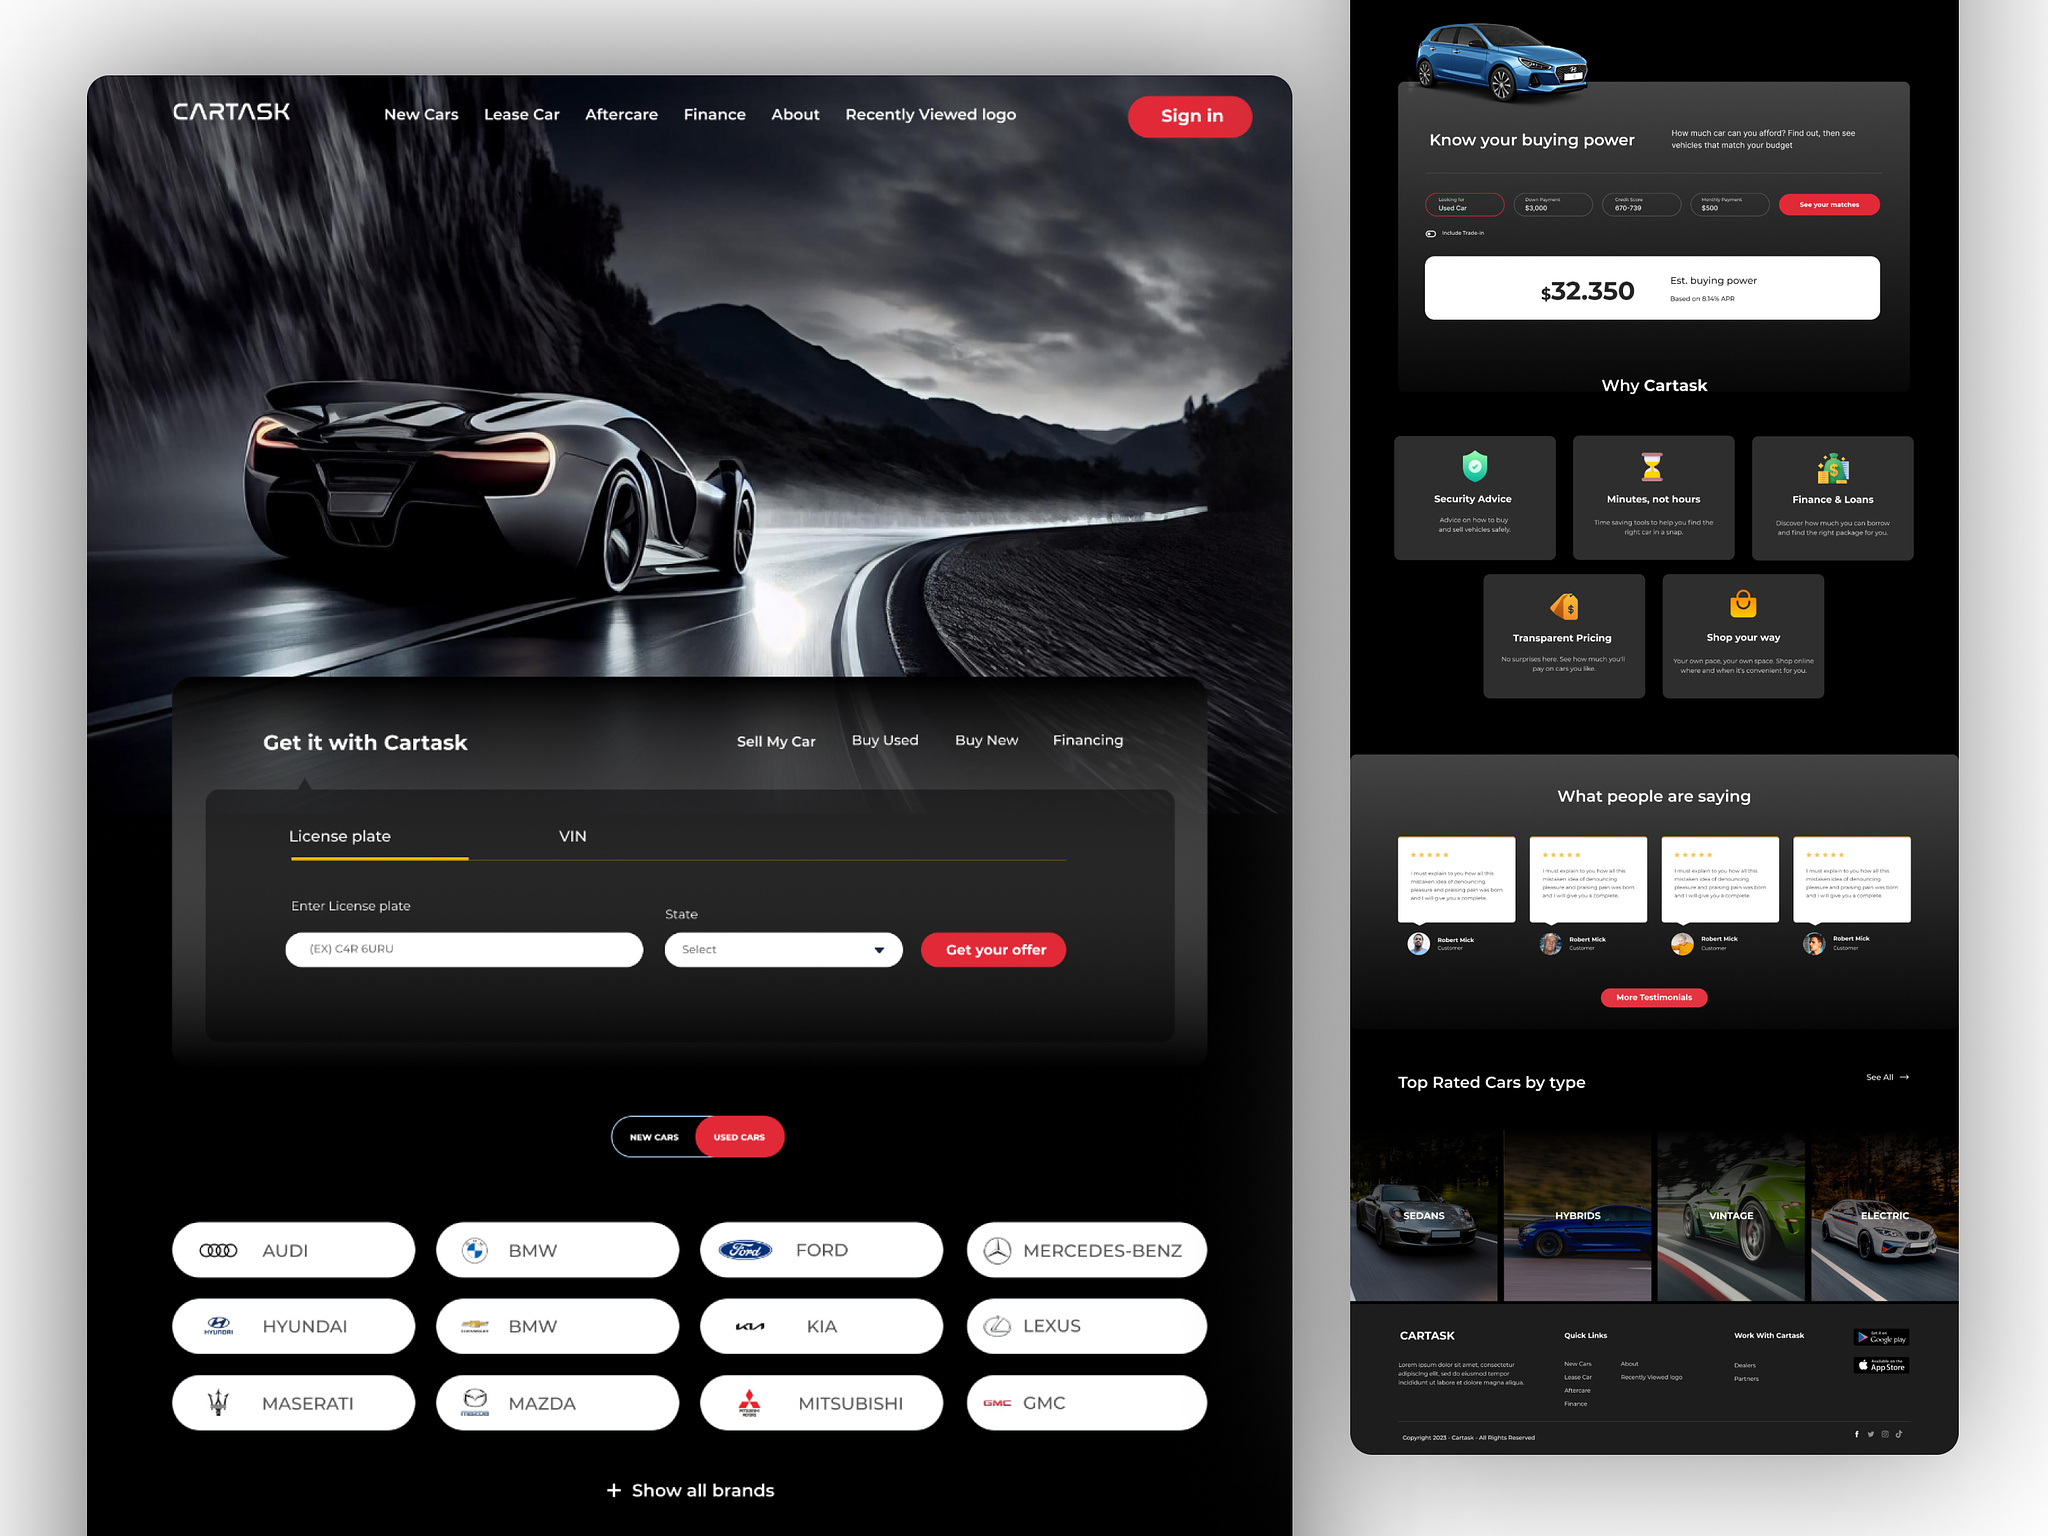 CARTASK
New Cars
Lease Car
Aftercare
Finance
About
Recently Viewed logo
Sign in
Get it with Cartask
Sell My Car
Buy Used
Buy New
Financing
License plate
VIN
Enter License plate
State
(EX) C4R 6URU
Select
Get your offer
NEW CARS
USED CARS
AUDI
BMW
Ford
FORD
MERCEDES-BENZ
HYUNDAI
HYUNDAI
CHEVROLET
BMW
KIA
KIA
LEXUS
MASERATI
mazda
MAZDA
MITSUBISHI
MOTORS
MITSUBISHI
GMC
GMC
+ Show all brands
Know your buying power
How much car can you afford? Find out, then see
vehicles that match your budget
Looking for
Used Car
Down Payment
$3,000
Credit Score
670-739
Monthly Payment
$500
See your matches
Include Trade-in
$32.350
Est. buying power
Based on 8.14% APR
Why Cartask
Security Advice
Advice on how to buy
and sell vehicles safely.
Minutes, not hours
Time saving tools to help you find the
right car in a snap.
Finance & Loans
Discover how much you can borrow
and find the right package for you.
Transparent Pricing
No surprises here. See how much you'll
pay on cars you like.
Shop your way
Your own pace, your own space. Shop online
where and when it's convenient for you.
What people are saying
I must explain to you how all this
mistaken idea of denouncing
pleasure and praising pain was born
and I will give you a complete.
Robert Mick
Customer
I must explain to you how all this
mistaken idea of denouncing
pleasure and praising pain was born
and I will give you a complete.
Robert Mick
Customer
I must explain to you how all this
mistaken idea of denouncing
pleasure and praising pain was born
and I will give you a complete.
Robert Mick
Customer
I must explain to you how all this
mistaken idea of denouncing
pleasure and praising pain was born
and I will give you a complete.
Robert Mick
Customer
More Testimonials
Top Rated Cars by type
See All →
SEDANS
HYBRIDS
VINTAGE
ELECTRIC
CARTASK
Lorem ipsum dolor sit amet, consectetur
adipiscing elit, sed do eiusmod tempor
incididunt ut labore et dolore magna aliqua.
Quick Links
New Cars
Lease Car
Aftercare
Finance
About
Recently Viewed logo
Work With Cartask
Dealers
Partners
Get it on
Google play
Available on the
App Store
Copyright 2023 - Cartask - All Rights Reserved